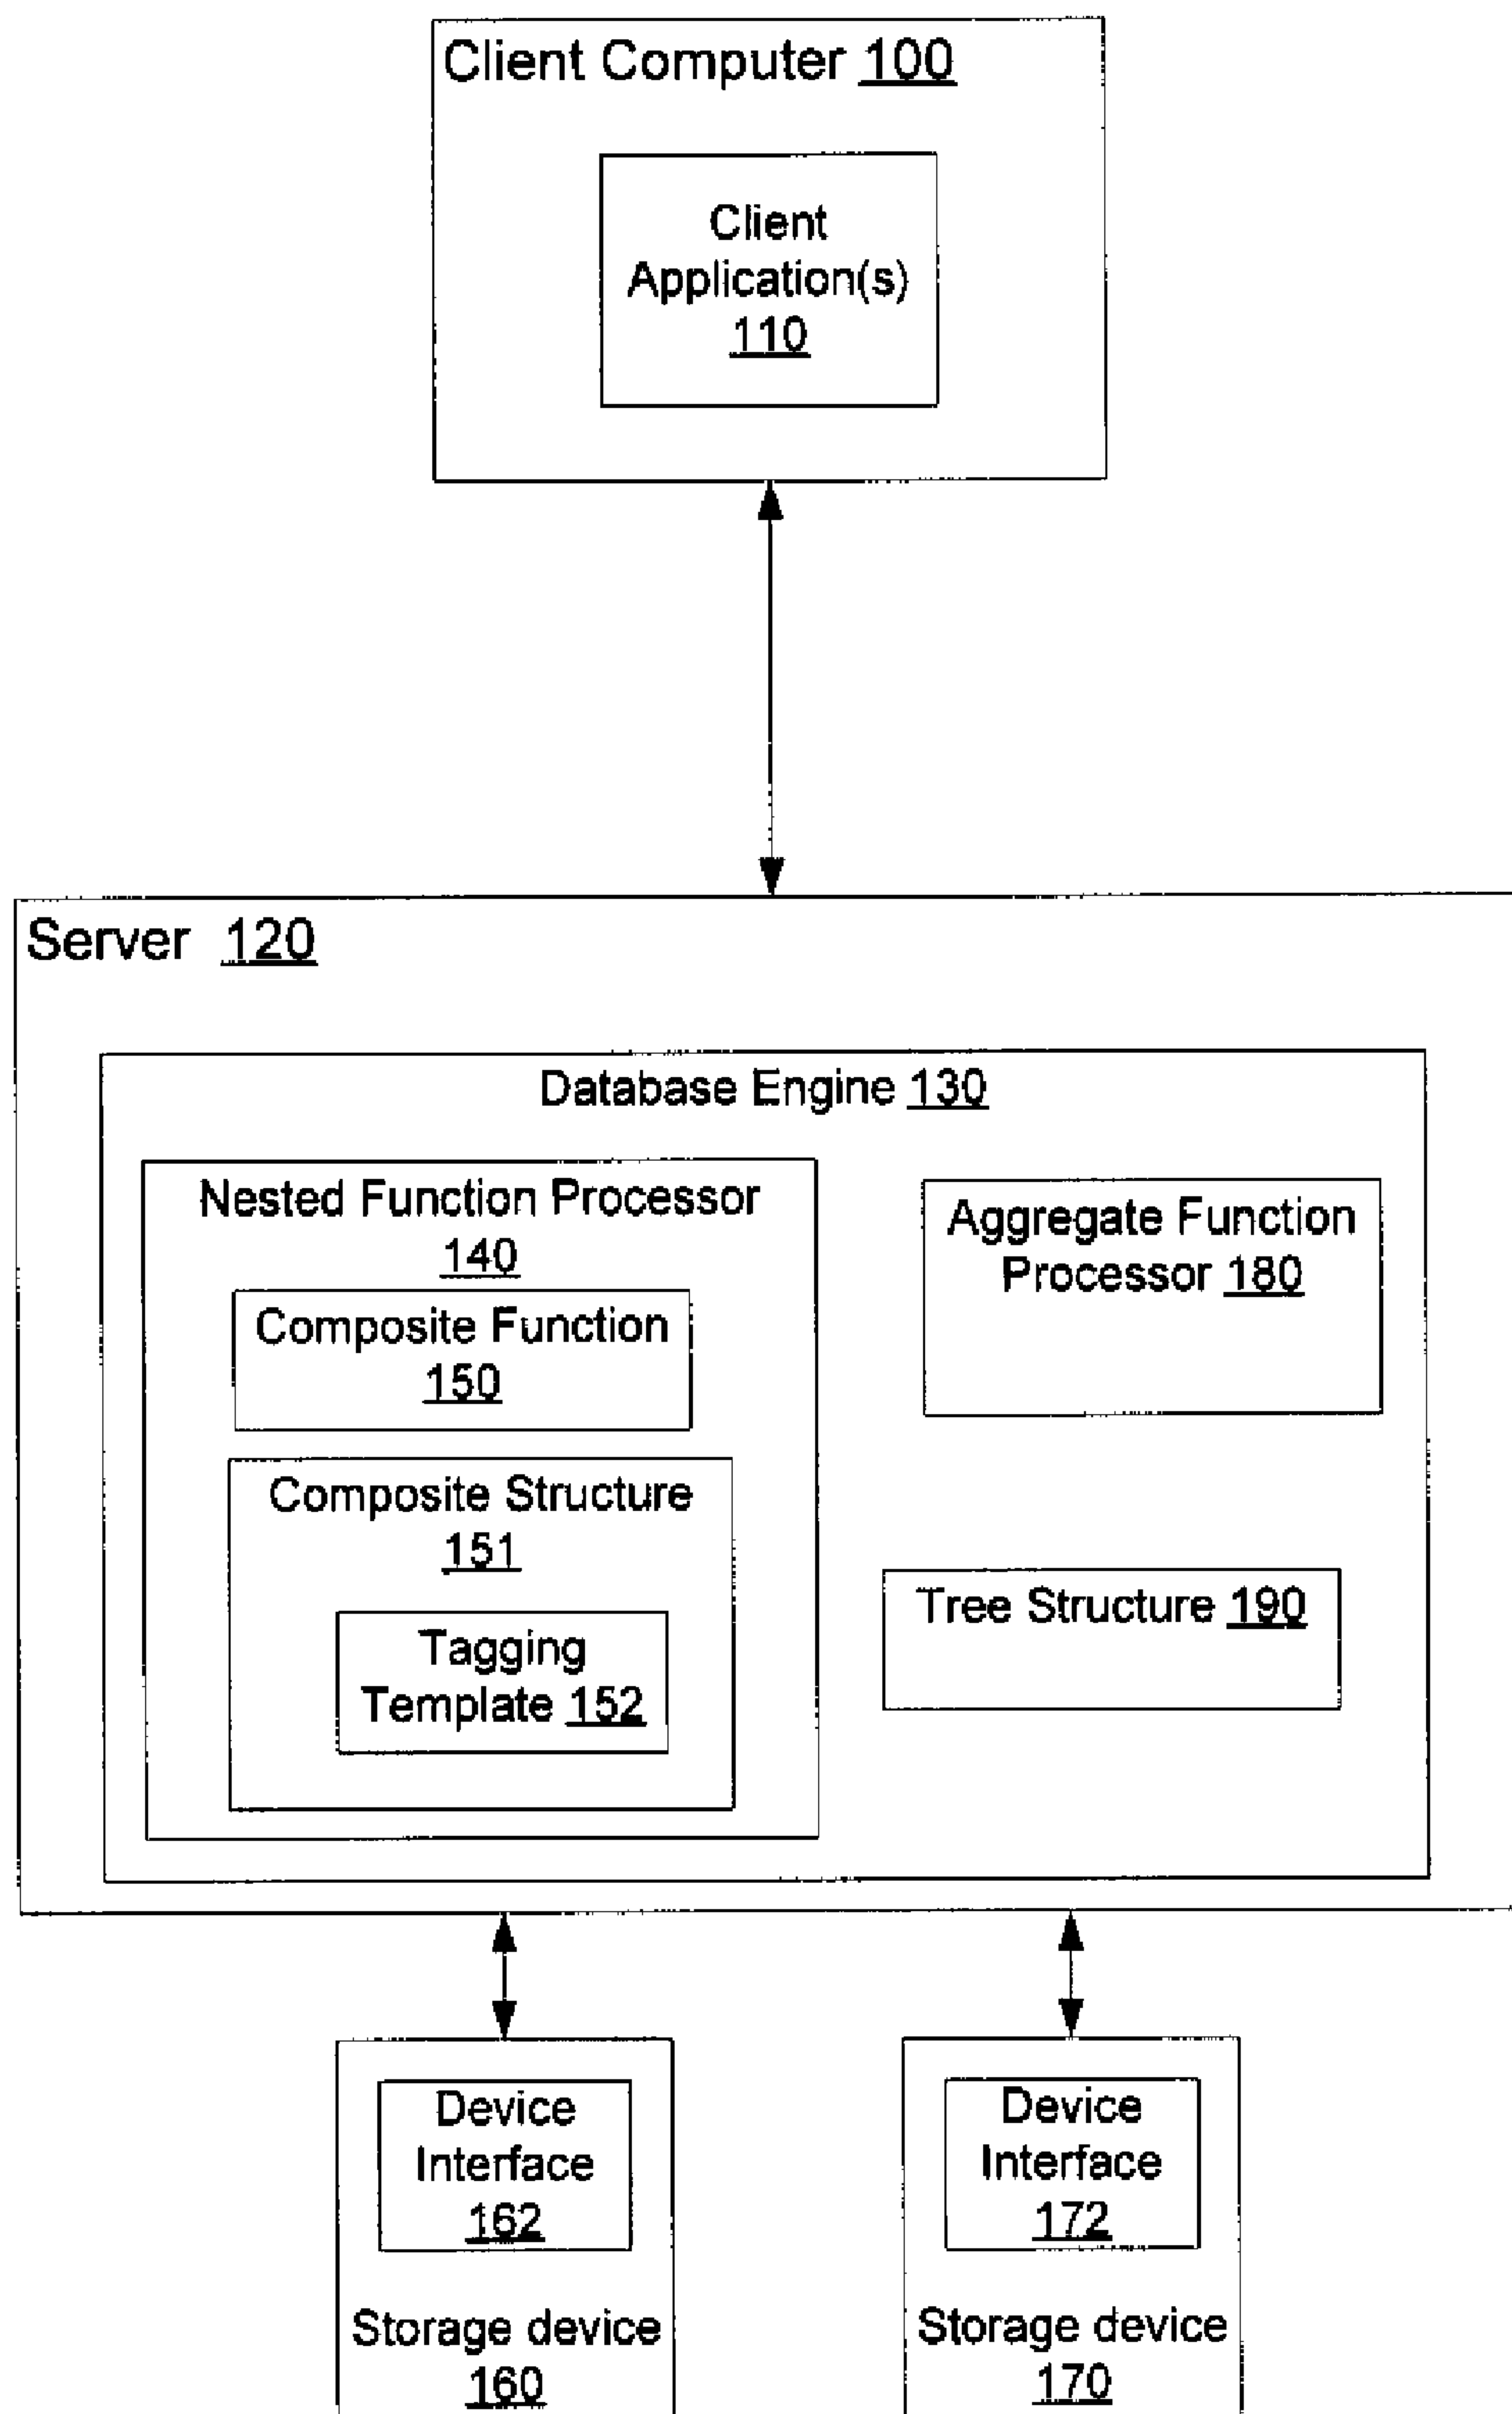 Client Computer 100
Client
Application(s)
110
Server 120
Database Engine 130
Nested Function Processor
140
Composite Function
150
Composite Structure
151
Tagging
Template 152
Aggregate Function
Processor 180
Tree Structure 190
Device
Interface
162
Storage device
160
Device
Interface
172
Storage device
170